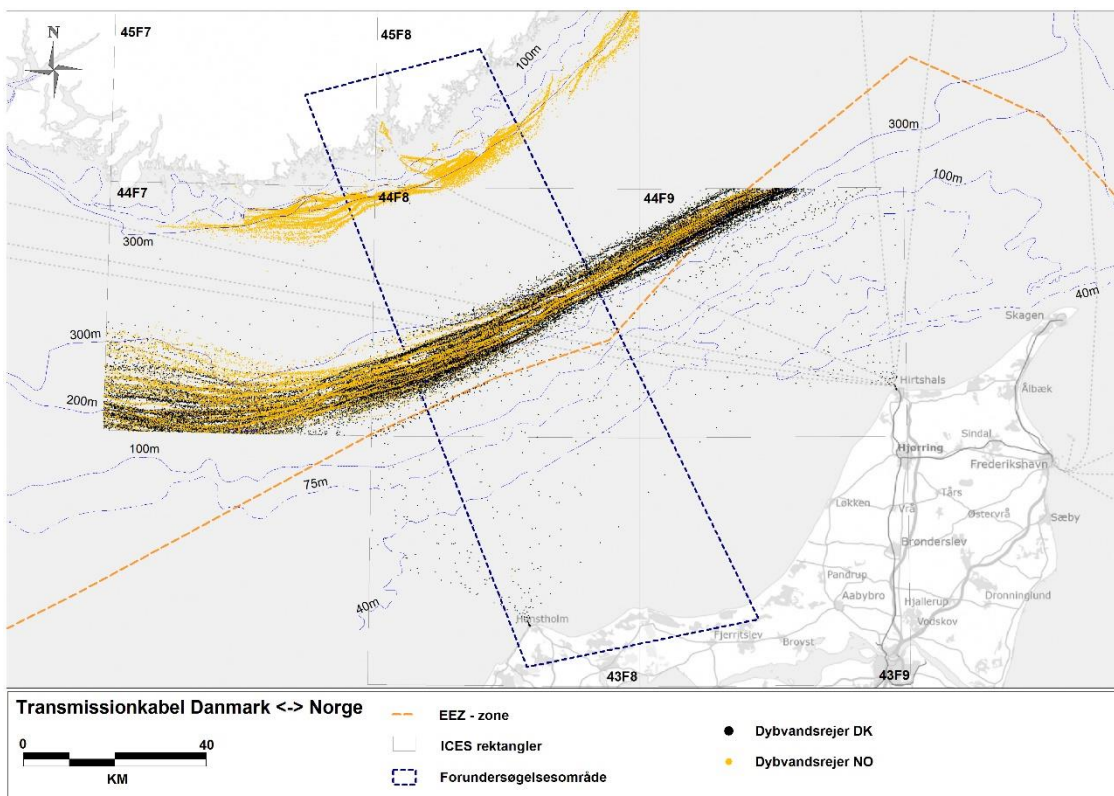 45F7
45F8
N
100m
300m
44F7
44F8
44F9
100m
300m
40m
Skagen
300m
Hirtshals
Ålbæk
200m
Hjørring
Sindal
100m
Frederikshavn
75m
Løkken
Vrå
Tårs
Østervrå
Sæby
Brønderslev
40m
Pandrup
Aabybro
Hjallerup
Dronninglund
Hanstholm
Vodskov
Fjerritslev
Brovst
43F8
43F9
Transmissionkabel Danmark <-> Norge
0 40
KM
EEZ - zone
ICES rektangler
Forundersøgelsesområde
Dybvandsrejer DK
Dybvandsrejer NO